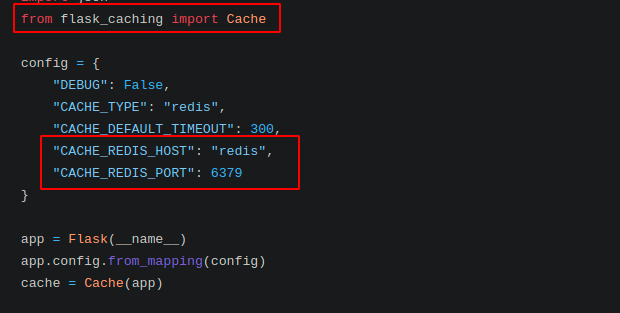 from flask_caching import Cache
config = {
"DEBUG": False,
"CACHE_TYPE": "redis",
"CACHE_DEFAULT_TIMEOUT": 300,
"CACHE_REDIS_HOST": "redis",
"CACHE_REDIS_PORT": 6379
}
app = Flask(__name__)
app.config.from_mapping(config)
cache = Cache(app)